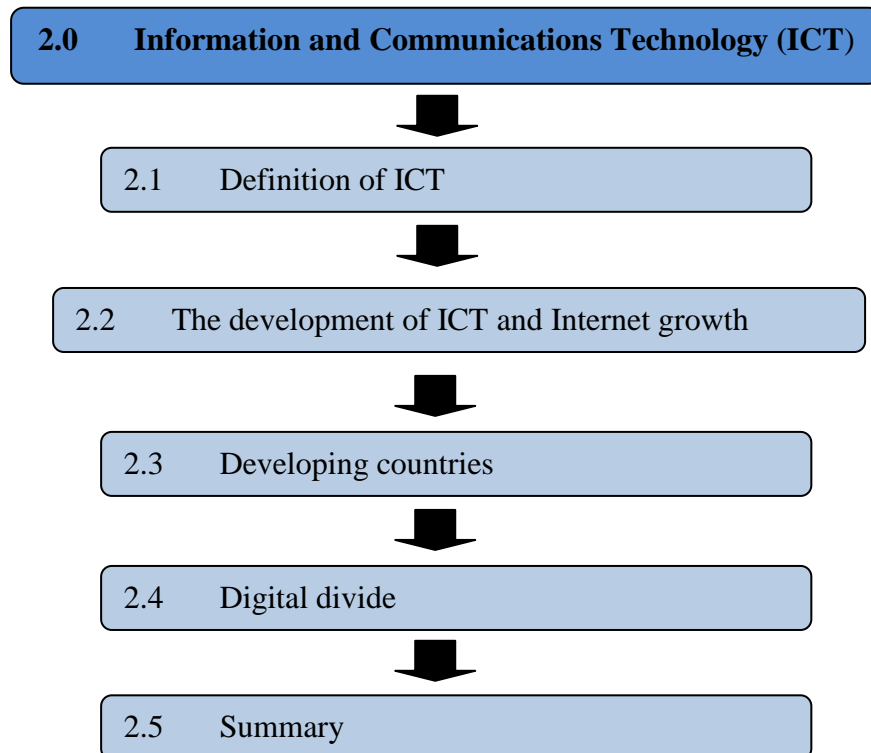 2.0 Information and Communications Technology (ICT)
2.1 Definition of ICT
2.2 The development of ICT and Internet growth
2.3 Developing countries
2.4 Digital divide
2.5 Summary